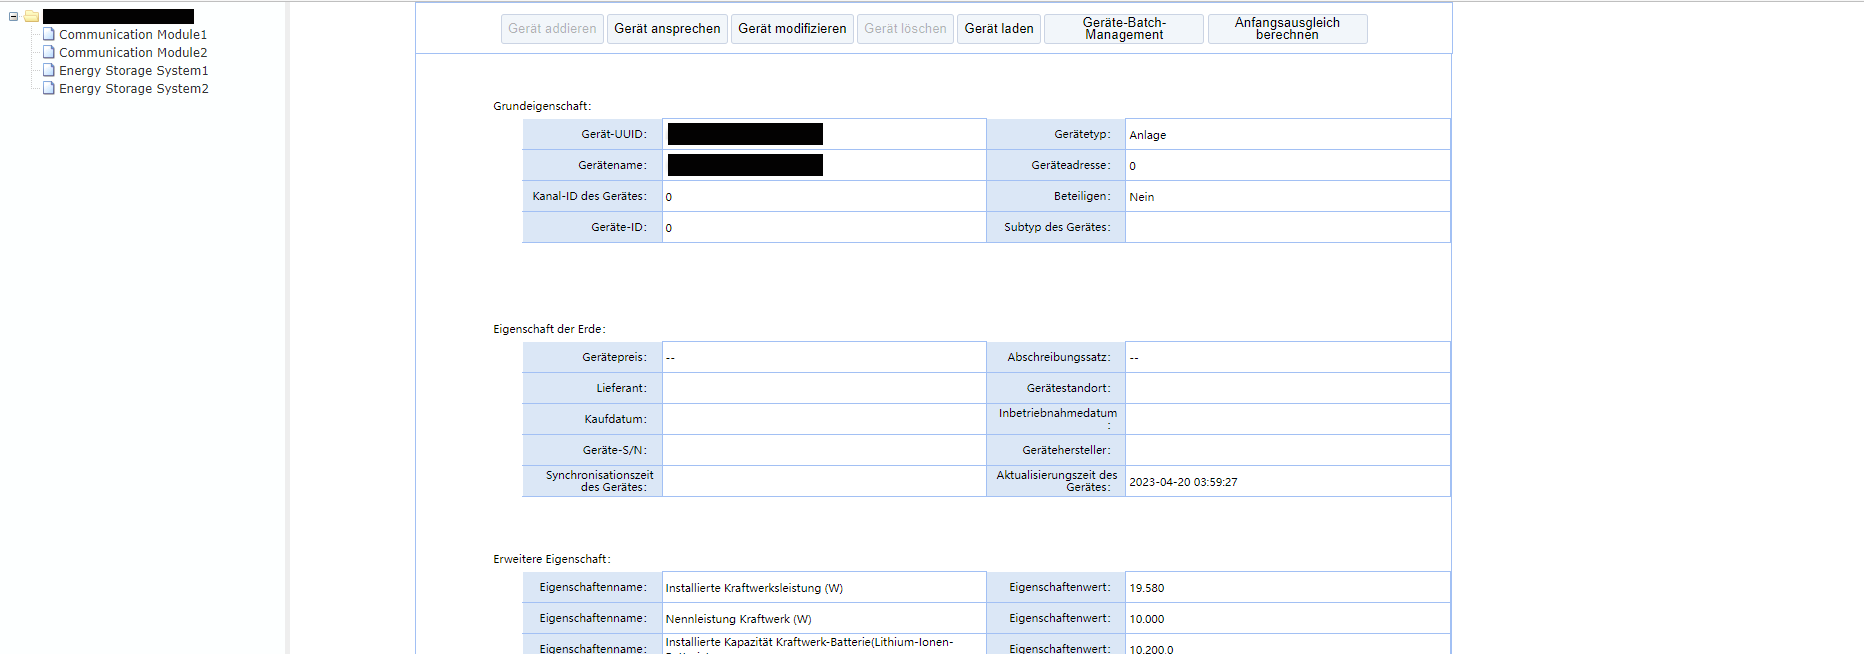 Communication Module1
Communication Module2
Energy Storage System1
Energy Storage System2
Gerät addieren Gerät ansprechen Gerät modifizieren Gerät löschen Gerät laden Geräte-Batch-Management Anfangsausgleich berechnen
Grundeigenschaft:
Gerät-UUID: Gerätetyp: Anlage
Gerätename: Geräteadresse: 0
Kanal-ID des Gerätes: 0 Beteiligen: Nein
Geräte-ID: 0 Subtyp des Gerätes:
Eigenschaft der Erde:
Gerätepreis: -- Abschreibungssatz: --
Lieferant: Gerätestandort:
Kaufdatum: Inbetriebnahmedatum:
Geräte-S/N: Gerätehersteller:
Synchronisationszeit des Gerätes: Aktualisierungszeit des Gerätes: 2023-04-20 03:59:27
Erweitere Eigenschaft:
Eigenschaftenname: Installierte Kraftwerksleistung (W) Eigenschaftenwert: 19.580
Eigenschaftenname: Nennleistung Kraftwerk (W) Eigenschaftenwert: 10.000
Eigenschaftenname: Installierte Kapazität Kraftwerk-Batterie(Lithium-Ionen- Eigenschaftenwert: 10.200,0